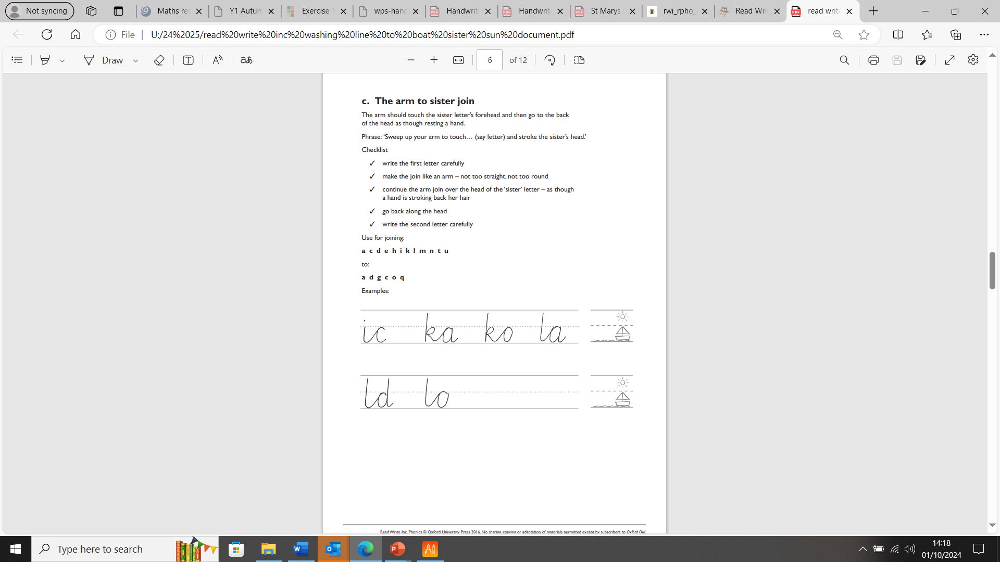 Not syncing
Maths res
Y1 Autum
Exercise 1
wps-hand
Handwriti
Handwriti
St Marys
rwi_rpho_
Read Writ
read write
File
U:/24%2025/read%20write%20inc%20washing%20line%20to%20boat%20sister%20sun%20document.pdf
Draw
6
of 12
c. The arm to sister join
The arm should touch the sister letter's forehead and then go to the back
of the head as though resting a hand.
Phrase: 'Sweep up your arm to touch… (say letter) and stroke the sister's head.'
Checklist
✓ write the first letter carefully
✓ make the join like an arm – not too straight, not too round
✓ continue the arm join over the head of the 'sister' letter – as though
a hand is stroking back her hair
✓ go back along the head
✓ write the second letter carefully
Use for joining:
a c d e h i k l m n t u
to:
a d g c o q
Examples:
ic ka ko la
ld lo
Read Write Inc. Phonics © Oxford University Press 2016. No sharing, copying or adaptation of materials permitted except by subscribers to Oxford Owl.
Type here to search
14:18
01/10/2024